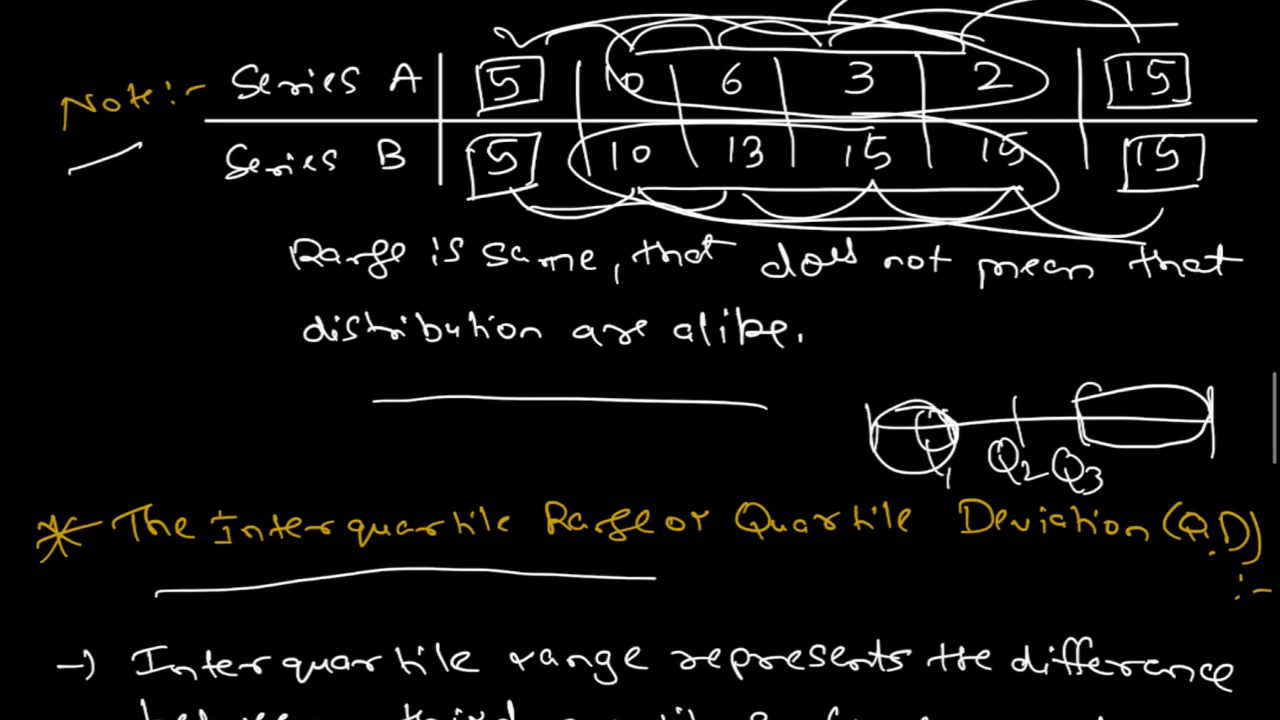 Note:- Series A 5 10 6 3 2 15
Series B 5 10 13 15 15 15
Range is same, that does not mean that
distribution are alike.
Q1 Q2 Q3
* The Interquartile Range or Quartile Deviation (Q.D)
:-
→) Interquartile range represents the difference